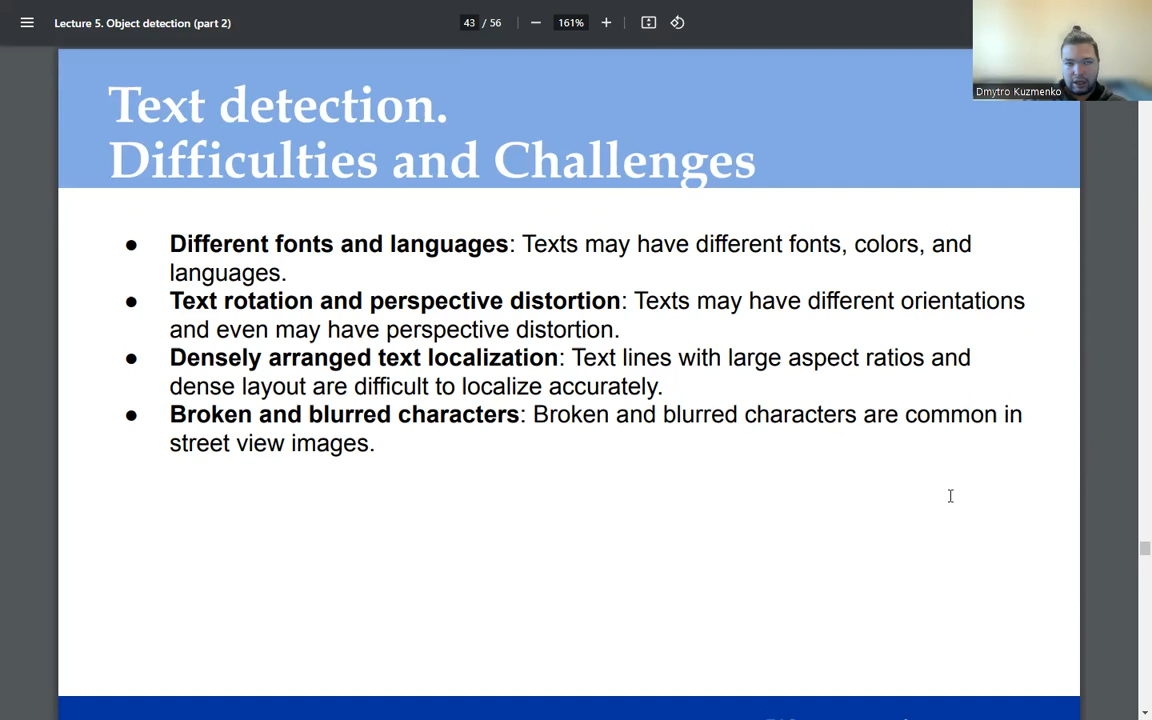 Lecture 5. Object detection (part 2)
43 / 56
161%
Dmytro Kuzmenko
Text detection.
Difficulties and Challenges
● Different fonts and languages: Texts may have different fonts, colors, and
languages.
● Text rotation and perspective distortion: Texts may have different orientations
and even may have perspective distortion.
● Densely arranged text localization: Text lines with large aspect ratios and
dense layout are difficult to localize accurately.
● Broken and blurred characters: Broken and blurred characters are common in
street view images.